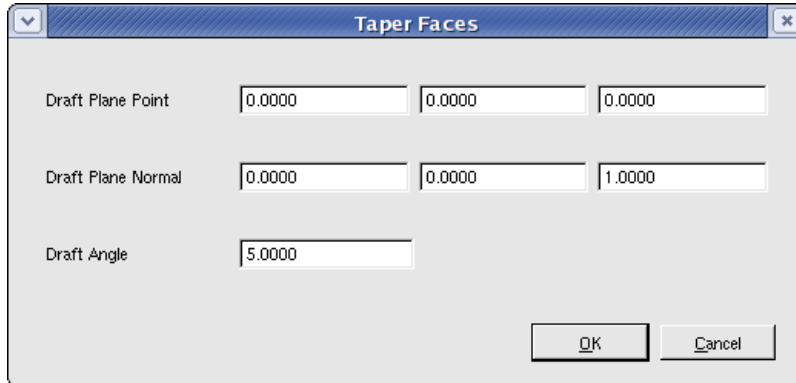 Taper Faces
Draft Plane Point 0.0000 0.0000 0.0000
Draft Plane Normal 0.0000 0.0000 1.0000
Draft Angle 5.0000
OK Cancel